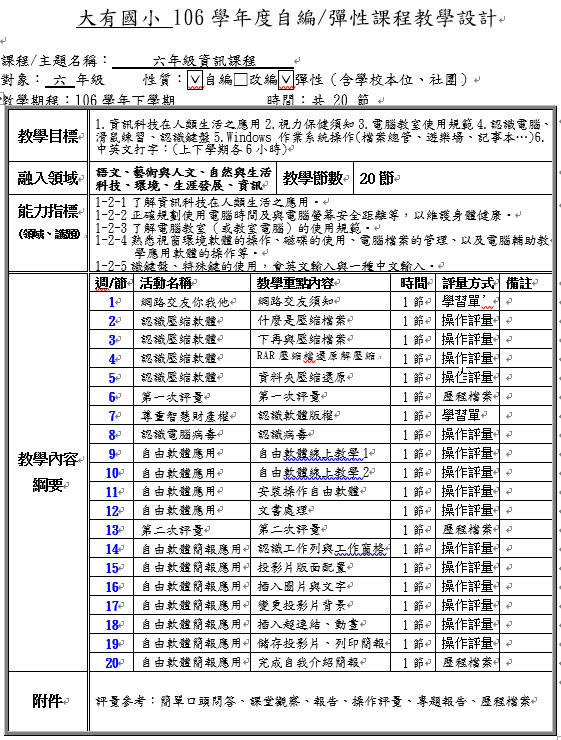 大有國小 106 學年度自編/彈性課程教學設計
課程/主題名稱： 六年級資訊課程
對象： 六 年級 性質：V自編□改編V彈性（含學校本位、社團）
教學期程：106 學年下學期 時間：共 20 節
教學目標
1.資訊科技在人類生活之應用 2.視力保健須知 3.電腦教室使用規範 4.認識電腦、
滑鼠練習、認識鍵盤 5.Windows 作業系統操作(檔案總管、遊樂場、記事本…)6.
中英文打字：(上下學期各 6 小時)
融入領域
語文、藝術與人文、自然與生活
科技、環境、生涯發展、資訊
教學節數
20 節
能力指標
(領域、議題)
1-2-1 了解資訊科技在人類生活之應用。
1-2-2 正確規劃使用電腦時間及與電腦螢幕安全距離等，以維護身體健康。
1-2-3 了解電腦教室（或教室電腦）的使用規範。
1-2-4 熟悉視窗環境軟體的操作、磁碟的使用、電腦檔案的管理、以及電腦輔助教
學應用軟體的操作等。
1-2-5 識鍵盤、特殊鍵的使用，會英文輸入與一種中文輸入。
教學內容
綱要
週/節 活動名稱 教學重點內容 時間 評量方式 備註
1 網路交友你我他 網路交友須知 1 節 學習單’
2 認識壓縮軟體 什麼是壓縮檔案 1 節 操作評量
3 認識壓縮軟體 下再與壓縮檔案 1 節 操作評量
4 認識壓縮軟體 RAR 壓縮檔還原解壓縮 1 節 操作評量
5 認識壓縮軟體 資料夾壓縮還原 1 節 操作評量
6 第一次評量 第一次評量 1 節 歷程檔案
7 尊重智慧財產權 認識軟體版權 1 節 學習單
8 認識電腦病毒 認識病毒 1 節 操作評量
9 自由軟體應用 自由軟體線上教學1 1 節 操作評量
10 自由軟體應用 自由軟體線上教學2 1 節 操作評量
11 自由軟體應用 安裝操作自由軟體 1 節 操作評量
12 自由軟體應用 文書處理 1 節 操作評量
13 第二次評量 第二次評量 1 節 歷程檔案
14 自由軟體簡報應用 認識工作列與工作窗格 1 節 操作評量
15 自由軟體簡報應用 投影片版面配置 1 節 操作評量
16 自由軟體簡報應用 插入圖片與文字 1 節 操作評量
17 自由軟體簡報應用 變更投影片背景 1 節 操作評量
18 自由軟體簡報應用 插入超連結、動畫 1 節 操作評量
19 自由軟體簡報應用 儲存投影片、列印簡報 1 節 操作評量
20 自由軟體簡報應用 完成自我介紹簡報 1 節 歷程檔案
附件
評量參考：簡單口頭問答、課堂觀察、報告、操作評量、專題報告、歷程檔案